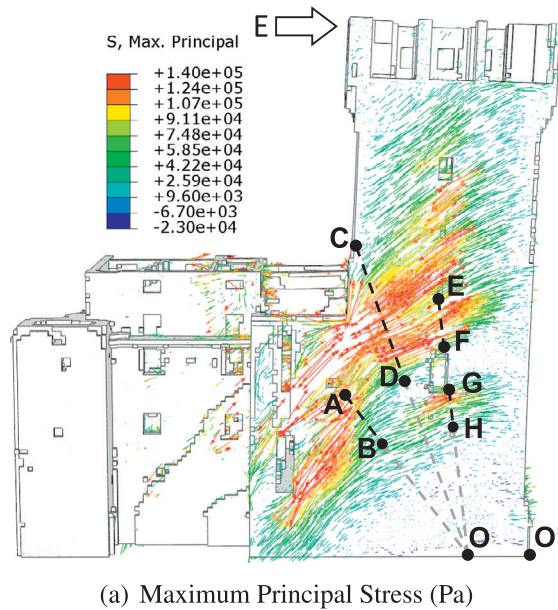 E
S, Max. Principal
+1.40e+05
+1.24e+05
+1.07e+05
+9.11e+04
+7.48e+04
+5.85e+04
+4.22e+04
+2.59e+04
+9.60e+03
-6.70e+03
-2.30e+04
C
E
F
D
G
A
H
B
O O
(a) Maximum Principal Stress (Pa)